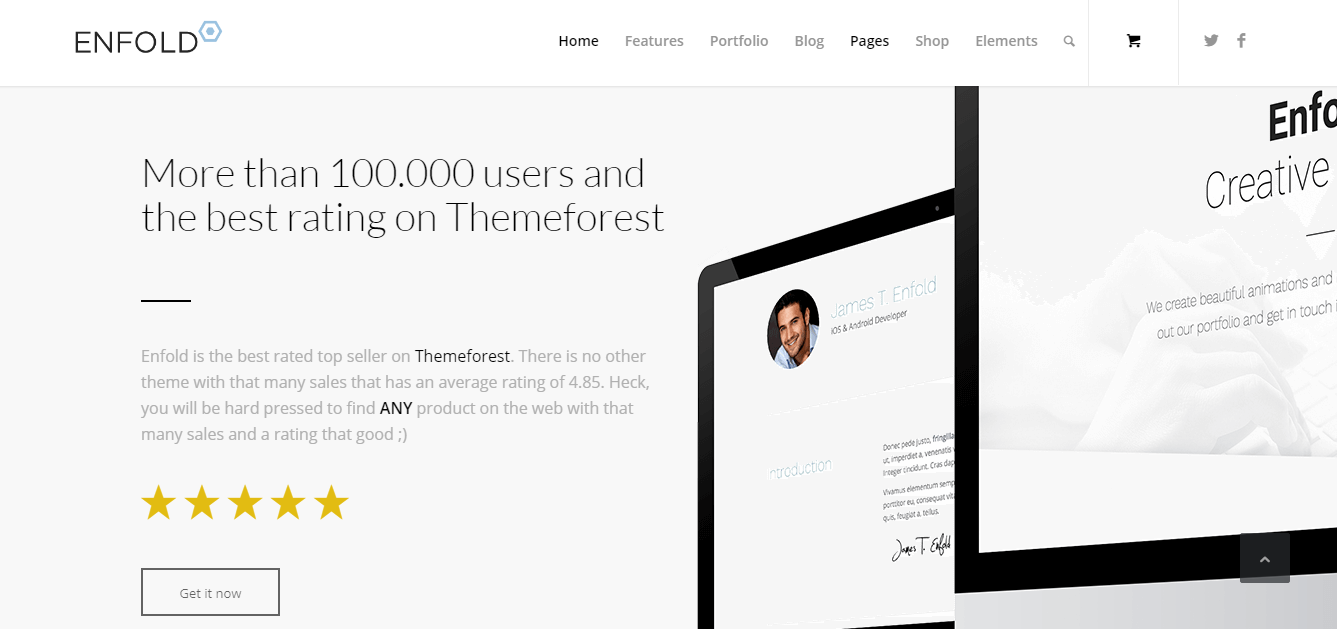 ENFOLD
Home Features Portfolio Blog Pages Shop Elements
More than 100.000 users and
the best rating on Themeforest
Enfold is the best rated top seller on Themeforest. There is no other
theme with that many sales that has an average rating of 4.85. Heck,
you will be hard pressed to find ANY product on the web with that
many sales and a rating that good ;)
Get it now
James T. Enfold
iOS & Android Developer
Introduction
Donec pede justo, fringilla
ut, imperdiet a, venenatis
Integer tincidunt. Cras dap
Vivamus elementum semp
porttitor eu, consequat vit
quis, feugiat a, tellus.
James T. Enfold
Enfo
Creative
We create beautiful animations and
out our portfolio and get in touch